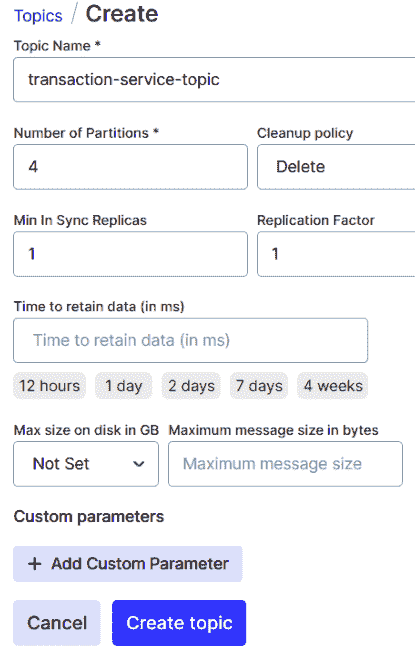 Topics / Create
Topic Name *
transaction-service-topic
Number of Partitions * Cleanup policy
4 Delete
Min In Sync Replicas Replication Factor
1 1
Time to retain data (in ms)
Time to retain data (in ms)
12 hours 1 day 2 days 7 days 4 weeks
Max size on disk in GB Maximum message size in bytes
Not Set Maximum message size
Custom parameters
+ Add Custom Parameter
Cancel Create topic